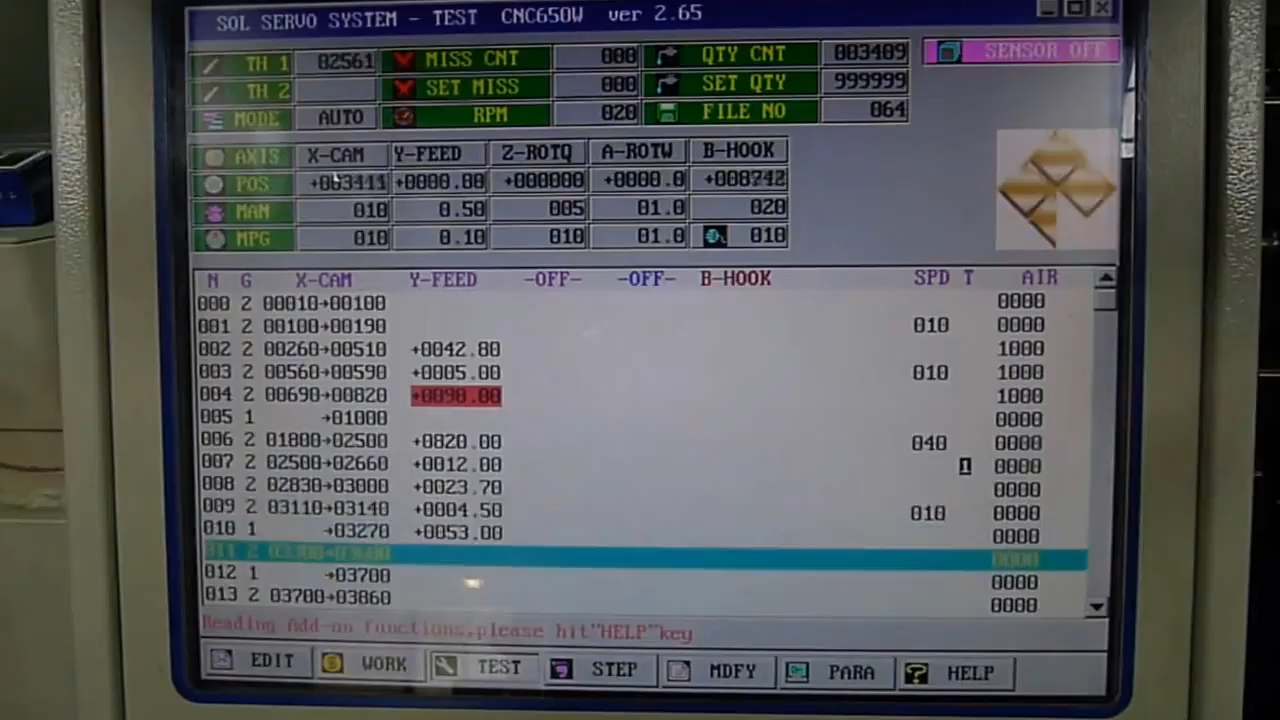 SOL SERVO SYSTEM - TEST CNC650W ver 2.65
TH 1 02561 MISS CNT 000 QTY CNT 003409 SENSOR OFF
TH 2 SET MISS 000 SET QTY 999999
MODE AUTO RPM 020 FILE NO 064
AXIS X-CAM Y-FEED Z-ROTQ A-ROTW B-HOOK
POS +003411 +0000.00 +000000 +0000.0 +008742
MAN 010 0.50 005 01.0 020
MPG 010 0.10 010 01.0 010
N G X-CAM Y-FEED -OFF- -OFF- B-HOOK SPD T AIR
000 2 00010→00100 0000
001 2 00100→00190 010 0000
002 2 00260→00510 +0042.80 1000
003 2 00560→00590 +0005.00 010 1000
004 2 00690→00820 +0090.00 1000
005 1 →01000 0000
006 2 01800→02500 +0820.00 040 0000
007 2 02500→02660 +0012.00 1 0000
008 2 02830→03000 +0023.70 0000
009 2 03110→03140 +0004.50 010 0000
010 1 →03270 +0053.00 0000
011 2 0000
012 1 →03700 0000
013 2 03700→03860 0000
Reading Add-on functions,please hit"HELP"key
EDIT WORK TEST STEP MDFY PARA HELP